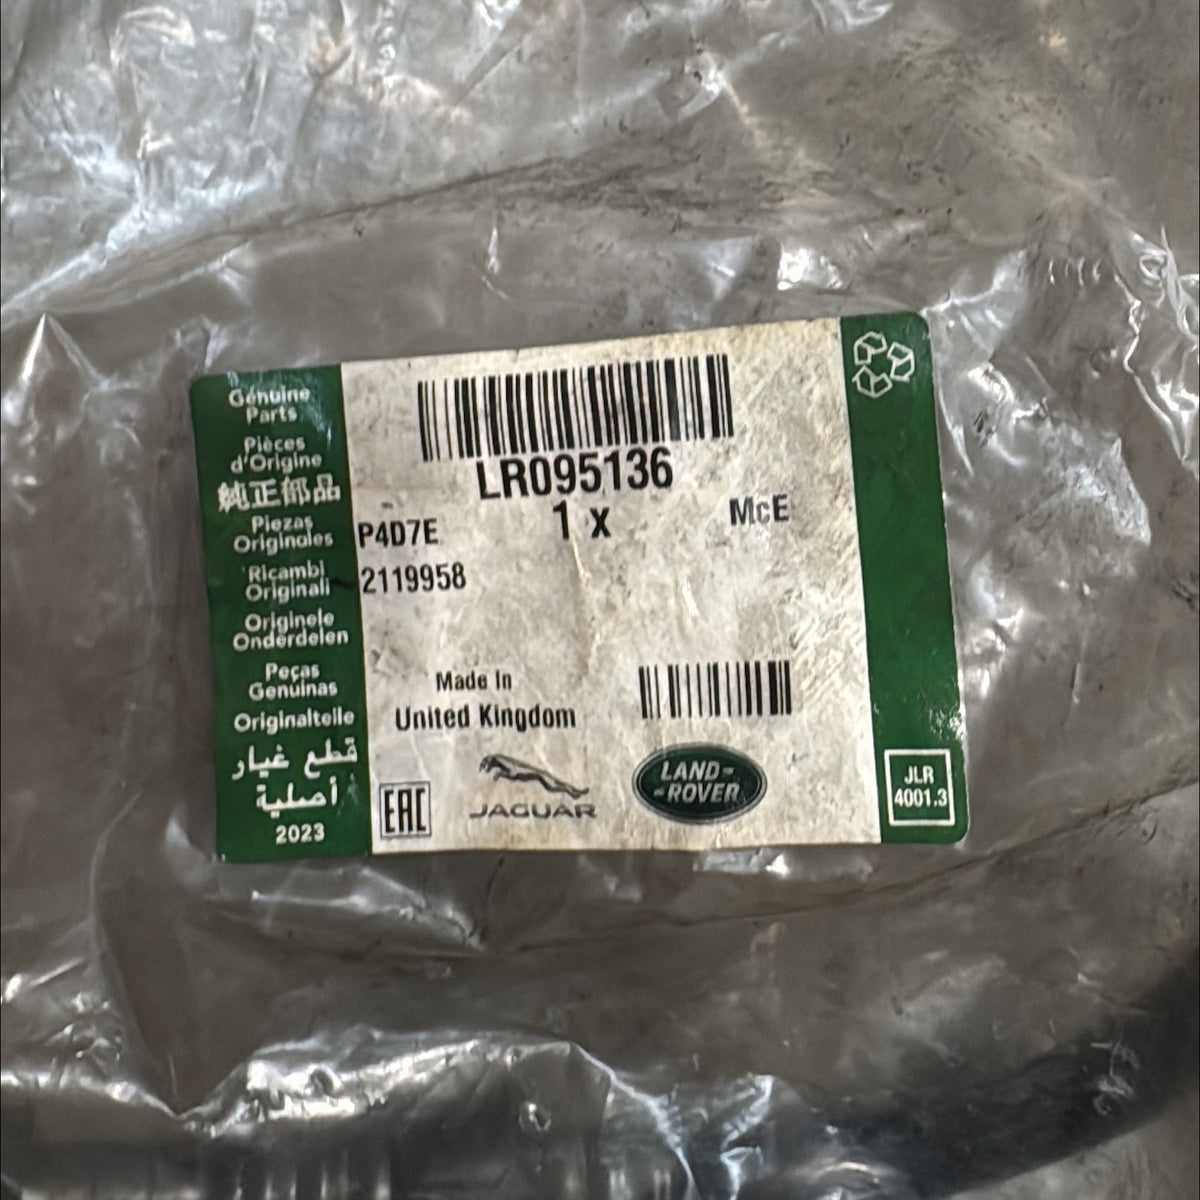 Genuine
Parts
Pièces
d'Origine
純正部品
Piezas
Originales
Ricambi
Originali
Originele
Onderdelen
Peças
Genuinas
Originalteile
قطع غيار
أصلية
2023
LR095136
1 x
McE
P4D7E
2119958
Made In
United Kingdom
EAC
JAGUAR
LAND-
-ROVER
JLR
4001.3